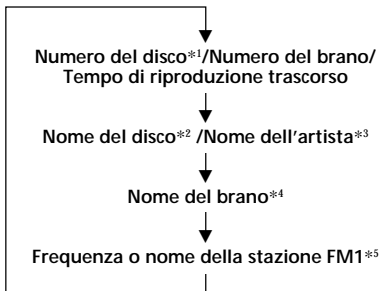 Numero del disco*1/Numero del brano/
Tempo di riproduzione trascorso
Nome del disco*2 /Nome dell'artista*3
Nome del brano*4
Frequenza o nome della stazione FM1*5